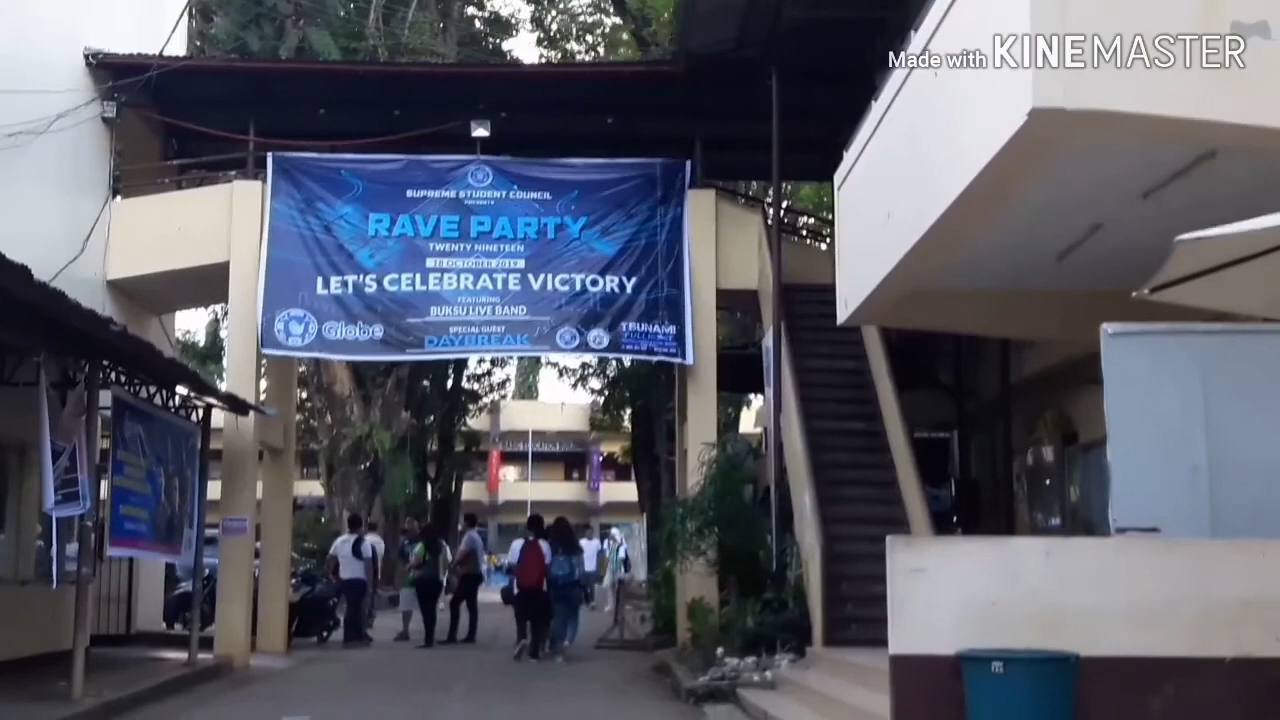 Made with KINEMASTER
SUPREME STUDENT COUNCIL
PRESENTS
RAVE PARTY
TWENTY NINETEEN
18 OCTOBER 2019
LET'S CELEBRATE VICTORY
FEATURING
BUKSU LIVE BAND
SPECIAL GUEST
DAYBREAK
Globe
TSUNAMI